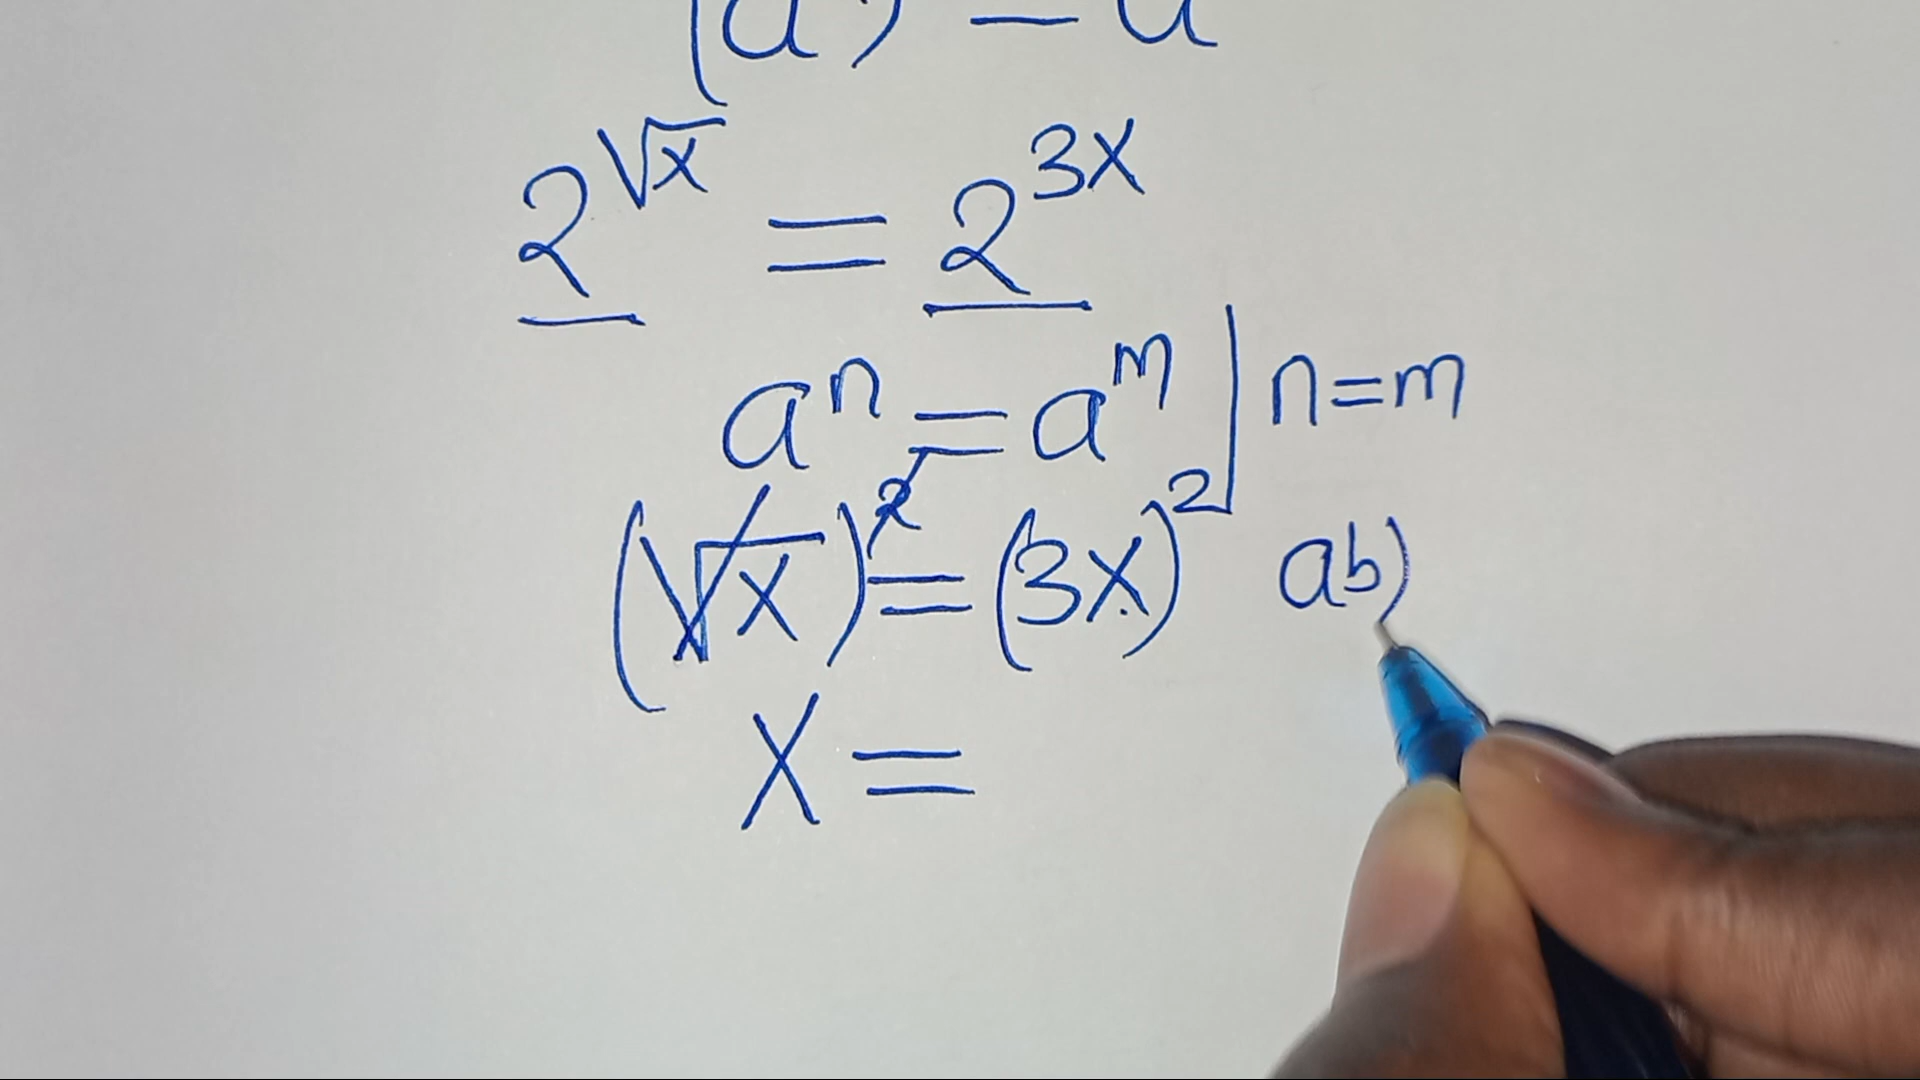 (a ) = a
2^√x = 2^3x
a^n = a^m | n=m
(√x)^2 = (3x)^2 ab)
x =